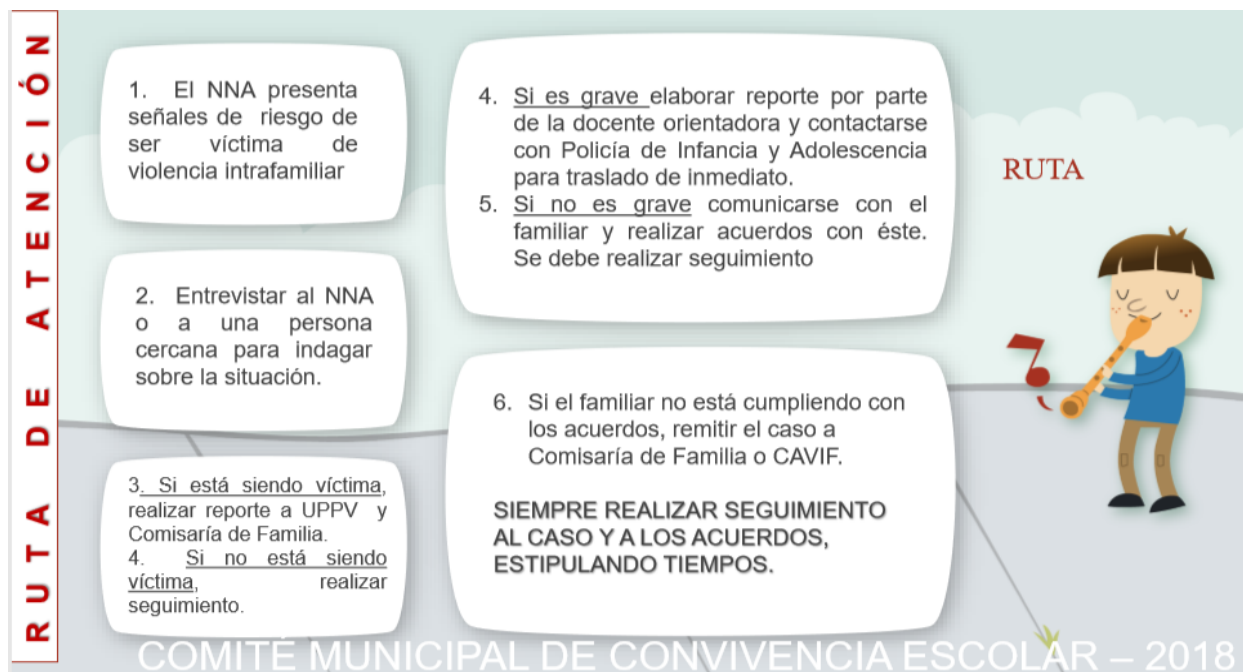 RUTA DE ATENCIÓN
1. El NNA presenta
señales de riesgo de
ser víctima de
violencia intrafamiliar
2. Entrevistar al NNA
o a una persona
cercana para indagar
sobre la situación.
3. Si está siendo víctima,
realizar reporte a UPPV y
Comisaría de Familia.
4. Si no está siendo
víctima, realizar
seguimiento.
4. Si es grave elaborar reporte por parte
de la docente orientadora y contactarse
con Policía de Infancia y Adolescencia
para traslado de inmediato.
5. Si no es grave comunicarse con el
familiar y realizar acuerdos con éste.
Se debe realizar seguimiento
6. Si el familiar no está cumpliendo con
los acuerdos, remitir el caso a
Comisaría de Familia o CAVIF.
SIEMPRE REALIZAR SEGUIMIENTO
AL CASO Y A LOS ACUERDOS,
ESTIPULANDO TIEMPOS.
RUTA
COMITÉ MUNICIPAL DE CONVIVENCIA ESCOLAR – 2018